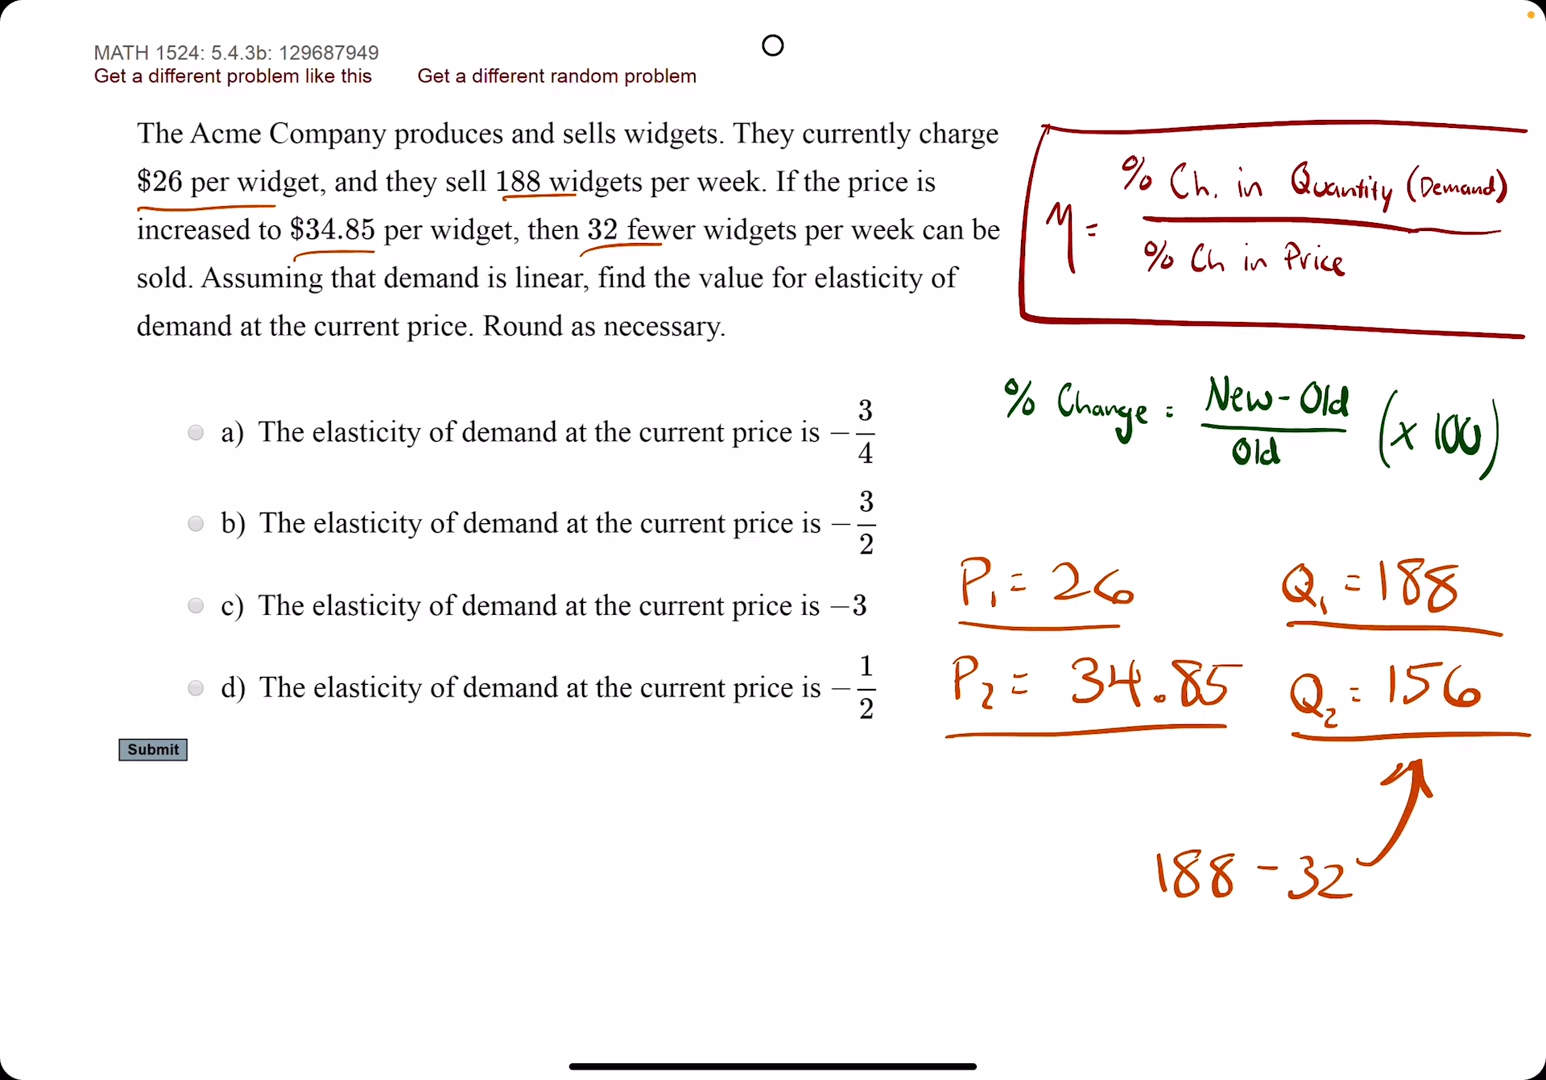 MATH 1524: 5.4.3b: 129687949
Get a different problem like this Get a different random problem
The Acme Company produces and sells widgets. They currently charge
$26 per widget, and they sell 188 widgets per week. If the price is
increased to $34.85 per widget, then 32 fewer widgets per week can be
sold. Assuming that demand is linear, find the value for elasticity of
demand at the current price. Round as necessary.
a) The elasticity of demand at the current price is −3/4
b) The elasticity of demand at the current price is −3/2
c) The elasticity of demand at the current price is −3
d) The elasticity of demand at the current price is −1/2
Submit
η = % Ch. in Quantity (Demand)
% Ch in Price
% Change = New - Old (x 100)
Old
P₁ = 26 Q₁ = 188
P₂ = 34.85 Q₂ = 156
188 - 32